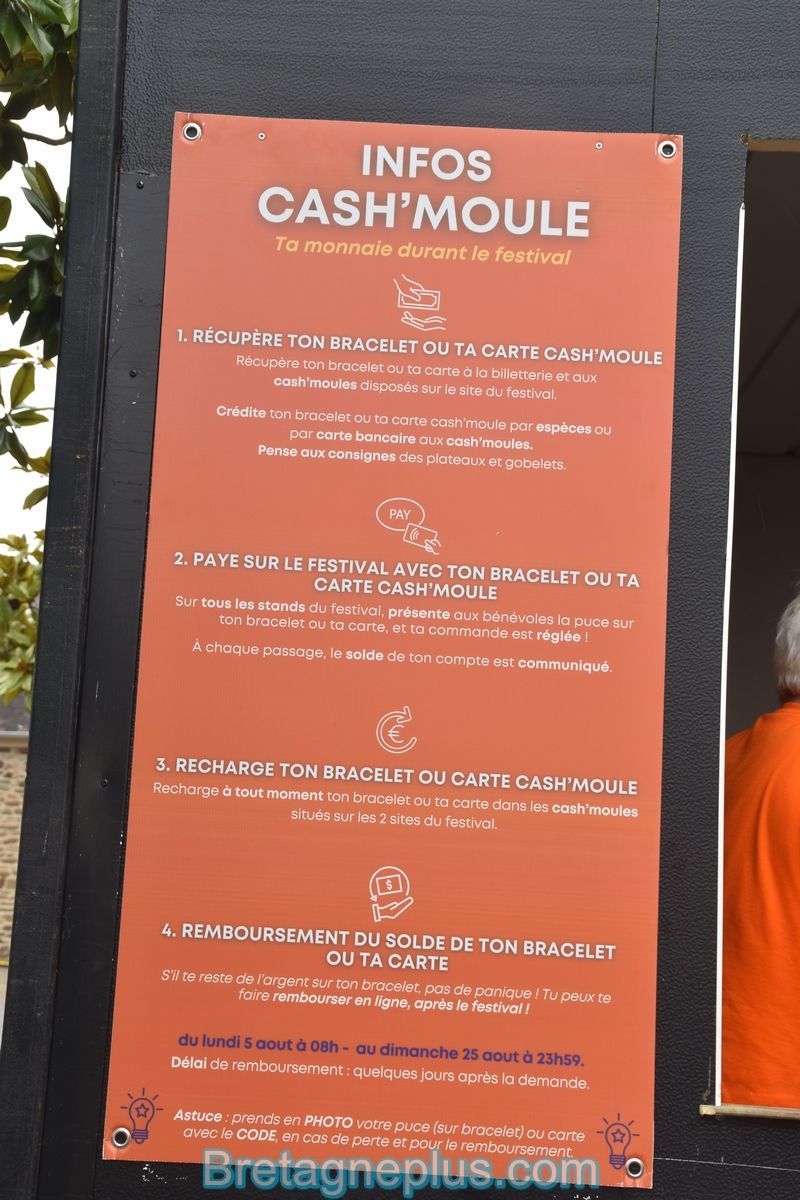 INFOS
CASH'MOULE
Ta monnaie durant le festival
1. RÉCUPÈRE TON BRACELET OU TA CARTE CASH'MOULE
Récupère ton bracelet ou ta carte à la billetterie et aux
cash'moules disposés sur le site du festival.
Crédite ton bracelet ou ta carte cash'moule par espèces ou
par carte bancaire aux cash'moules.
Pense aux consignes des plateaux et gobelets.
PAY
2. PAYE SUR LE FESTIVAL AVEC TON BRACELET OU TA
CARTE CASH'MOULE
Sur tous les stands du festival, présente aux bénévoles la puce sur
ton bracelet ou ta carte, et ta commande est réglée !
À chaque passage, le solde de ton compte est communiqué.
€
3. RECHARGE TON BRACELET OU CARTE CASH'MOULE
Recharge à tout moment ton bracelet ou ta carte dans les cash'moules
situés sur les 2 sites du festival.
$
4. REMBOURSEMENT DU SOLDE DE TON BRACELET
OU TA CARTE
S'il te reste de l'argent sur ton bracelet, pas de panique ! Tu peux te
faire rembourser en ligne, après le festival !
du lundi 5 aout à 08h - au dimanche 25 aout à 23h59.
Délai de remboursement : quelques jours après la demande.
Astuce : prends en PHOTO votre puce (sur bracelet) ou carte
avec le CODE, en cas de perte et pour le remboursement.
Bretagneplus.com